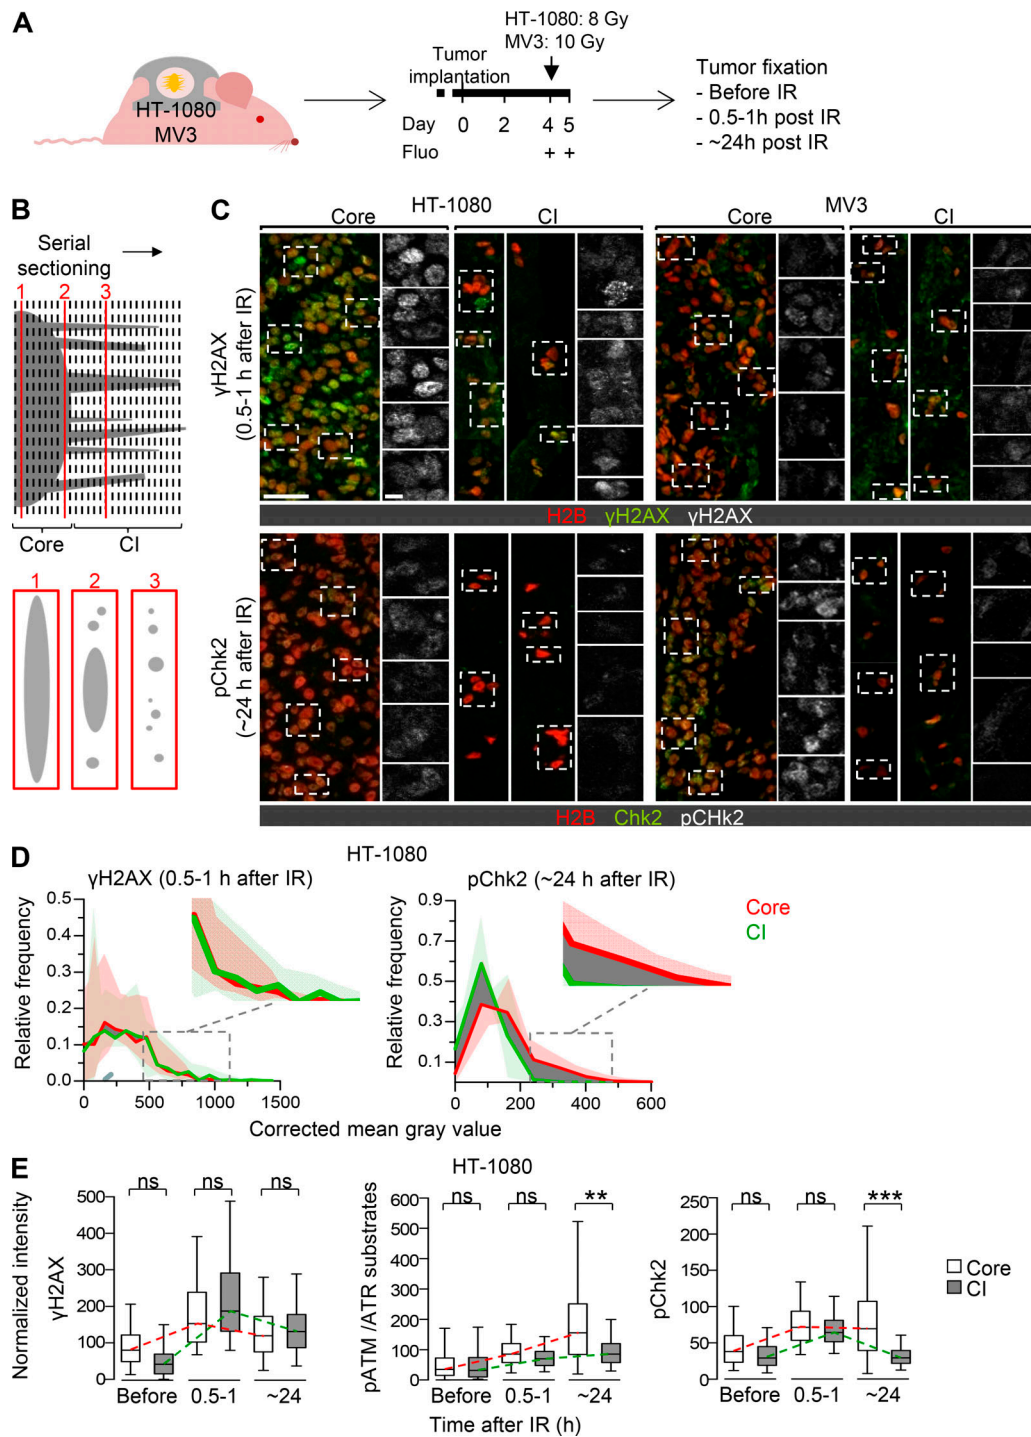 A
HT-1080
MV3
Tumor
implantation
HT-1080: 8 Gy
MV3: 10 Gy
Day 0 2 4 5
Fluo + +
Tumor fixation
- Before IR
- 0.5-1h post IR
- ~24h post IR
B
Serial
sectioning
1 2 3
Core CI
1 2 3
C
HT-1080 MV3
Core CI Core CI
γH2AX
(0.5-1 h after IR)
H2B γH2AX γH2AX
pChk2
(~24 h after IR)
H2B Chk2 pCHk2
D
HT-1080
γH2AX (0.5-1 h after IR)
Relative frequency
0.5
0.4
0.3
0.2
0.1
0.0
0 500 1000 1500
pChk2 (~24 h after IR)
Relative frequency
0.9
0.7
0.5
0.3
0.1
0 200 400 600
Core
CI
Corrected mean gray value
E
HT-1080
Normalized intensity
γH2AX
500
400
300
200
100
0
ns ns ns
Before 0.5-1 ~24
pATM /ATR substrates
600
500
400
300
200
100
0
ns ns **
Before 0.5-1 ~24
pChk2
250
200
150
100
50
0
ns ns ***
Before 0.5-1 ~24
Core
CI
Time after IR (h)